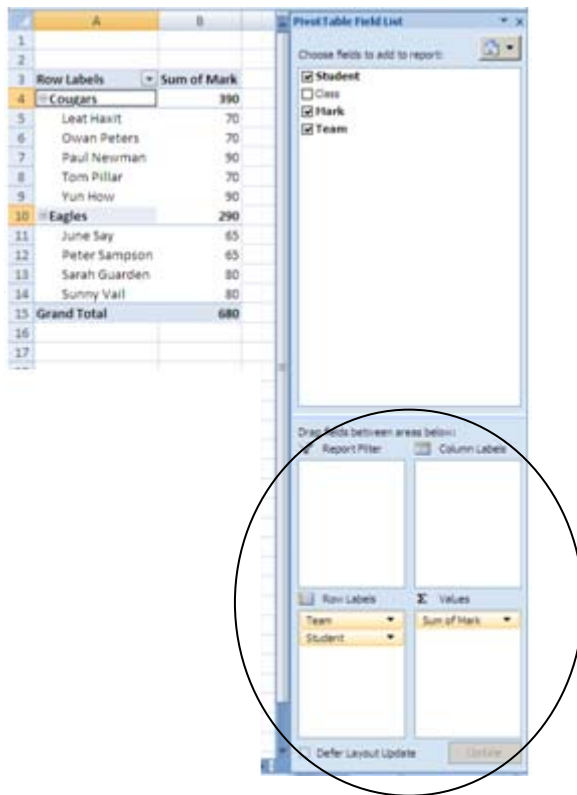 A B
1
2
3 Row Labels Sum of Mark
4 Cougars 390
5 Leat Haxit 70
6 Owan Peters 70
7 Paul Newman 90
8 Tom Pillar 70
9 Yun How 90
10 Eagles 290
11 June Say 65
12 Peter Sampson 65
13 Sarah Guarden 80
14 Sunny Vail 80
15 Grand Total 680
16
17
PivotTable Field List
Choose fields to add to report:
Student
Class
Mark
Team
Drag fields between areas below:
Report Filter Column Labels
Row Labels Σ Values
Team Sum of Mark
Student
Defer Layout Update Update